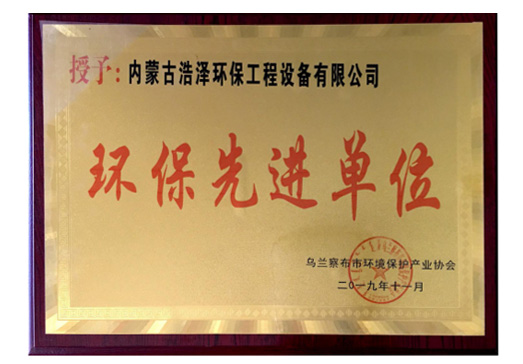 授予：内蒙古浩泽环保工程设备有限公司
环保先进单位
乌兰察布市环境保护产业协会
二〇一九年十一月